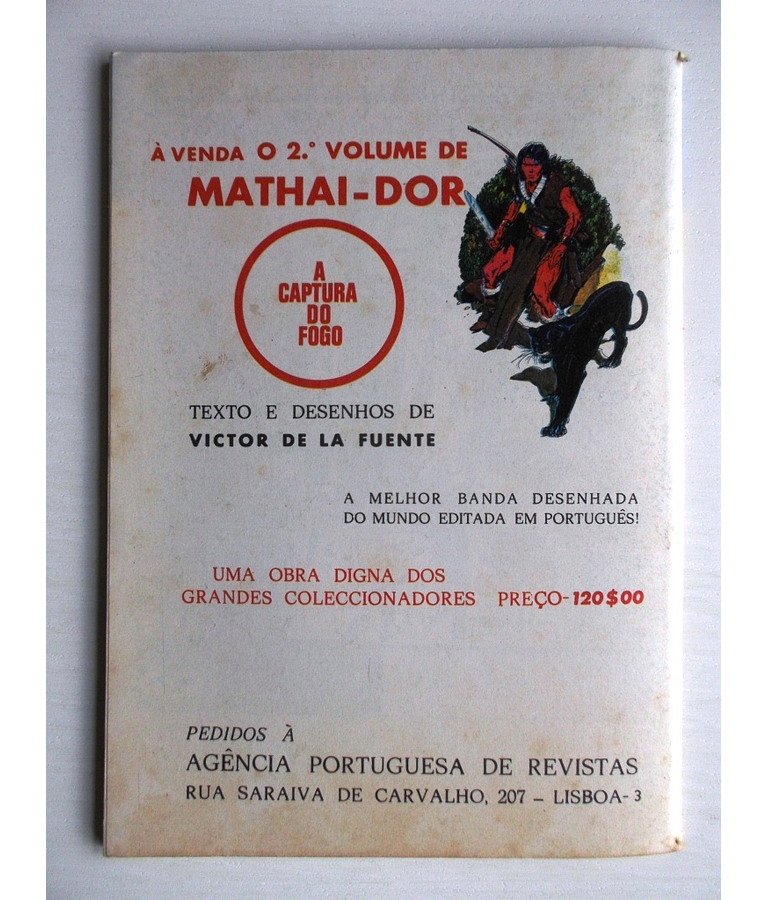 À VENDA O 2.º VOLUME DE
MATHAI-DOR
A
CAPTURA
DO
FOGO
TEXTO E DESENHOS DE
VICTOR DE LA FUENTE
A MELHOR BANDA DESENHADA
DO MUNDO EDITADA EM PORTUGUÊS!
UMA OBRA DIGNA DOS
GRANDES COLECCIONADORES PREÇO-120$00
PEDIDOS À
AGÊNCIA PORTUGUESA DE REVISTAS
RUA SARAIVA DE CARVALHO, 207 – LISBOA-3